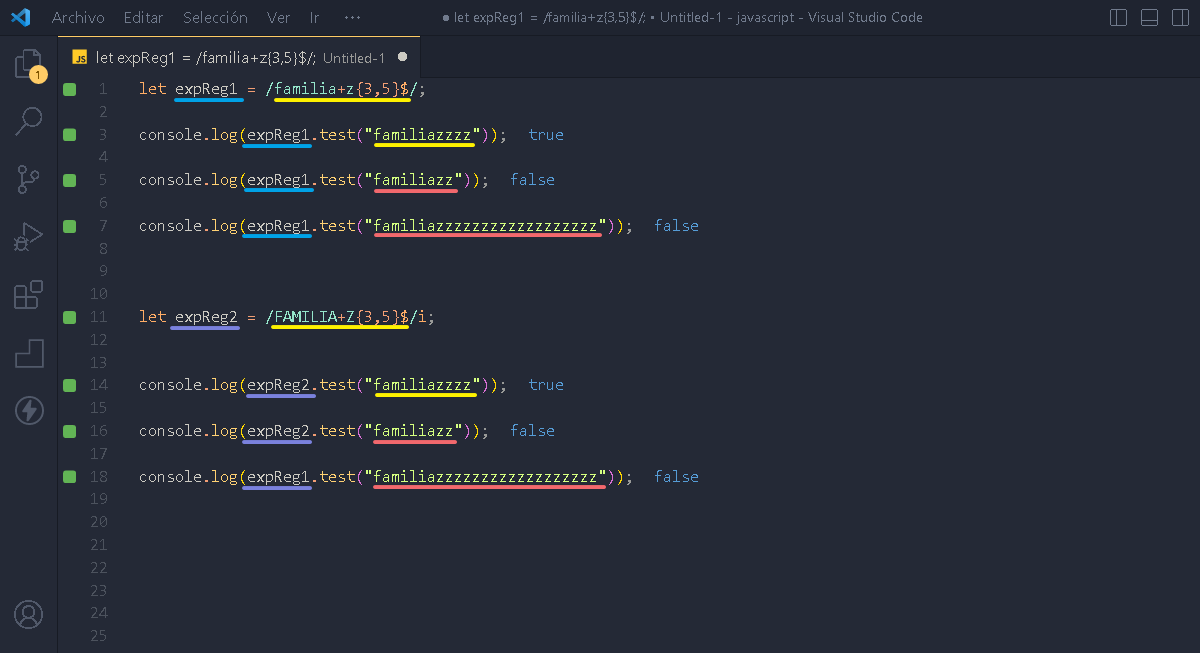 Archivo Editar Selección Ver Ir ··· ● let expReg1 = /familia+z{3,5}$/; • Untitled-1 - javascript - Visual Studio Code
JS let expReg1 = /familia+z{3,5}$/; Untitled-1 ●
1
1 let expReg1 = /familia+z{3,5}$/;
2
3 console.log(expReg1.test("familiazzzz")); true
4
5 console.log(expReg1.test("familiazz")); false
6
7 console.log(expReg1.test("familiazzzzzzzzzzzzzzzzzz")); false
8
9
10
11 let expReg2 = /FAMILIA+Z{3,5}$/i;
12
13
14 console.log(expReg2.test("familiazzzz")); true
15
16 console.log(expReg2.test("familiazz")); false
17
18 console.log(expReg1.test("familiazzzzzzzzzzzzzzzzzz")); false
19
20
21
22
23
24
25